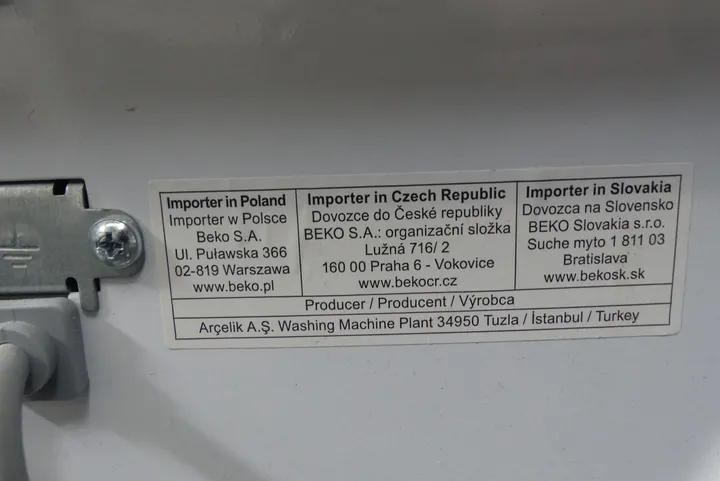 Importer in Poland
Importer w Polsce
Beko S.A.
Ul. Puławska 366
02-819 Warszawa
www.beko.pl
Importer in Czech Republic
Dovozce do České republiky
BEKO S.A.: organizační složka
Lužná 716/ 2
160 00 Praha 6 - Vokovice
www.bekocr.cz
Importer in Slovakia
Dovozca na Slovensko
BEKO Slovakia s.r.o.
Suche myto 1 811 03
Bratislava
www.bekosk.sk
Producer / Producent / Výrobca
Arçelik A.Ş. Washing Machine Plant 34950 Tuzla / İstanbul / Turkey